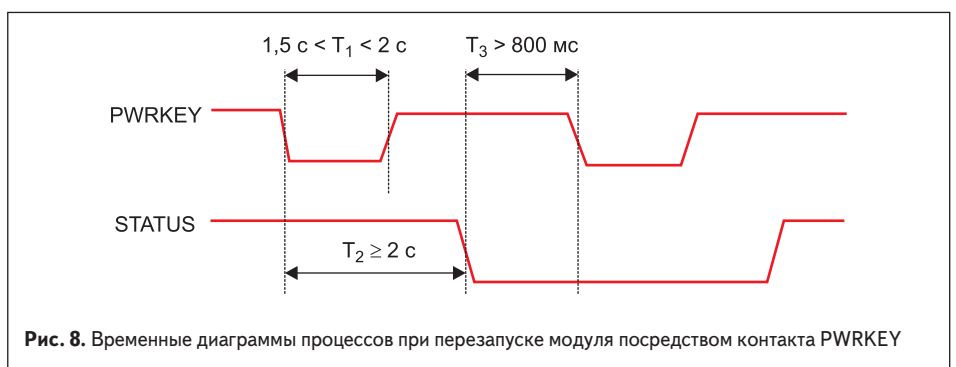 1,5 с < T₁ < 2 с
T₃ > 800 мс
PWRKEY
STATUS
T₂ ≥ 2 с
Рис. 8. Временные диаграммы процессов при перезапуске модуля посредством контакта PWRKEY